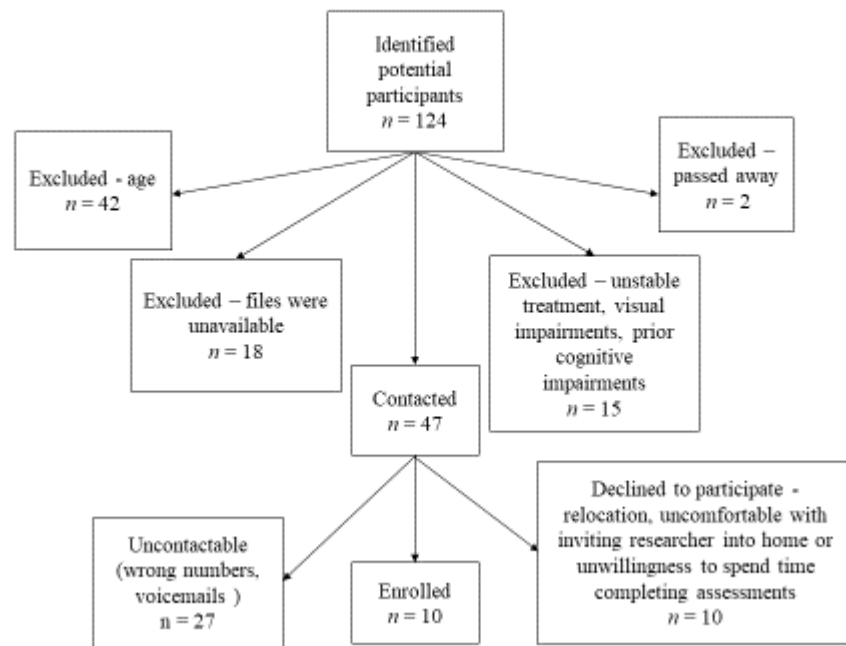 Identified
potential
participants
n = 124
Excluded - age
n = 42
Excluded –
passed away
n = 2
Excluded – files were
unavailable
n = 18
Excluded – unstable
treatment, visual
impairments, prior
cognitive
impairments
n = 15
Contacted
n = 47
Uncontactable
(wrong numbers,
voicemails )
n = 27
Enrolled
n = 10
Declined to participate -
relocation, uncomfortable with
inviting researcher into home or
unwillingness to spend time
completing assessments
n = 10